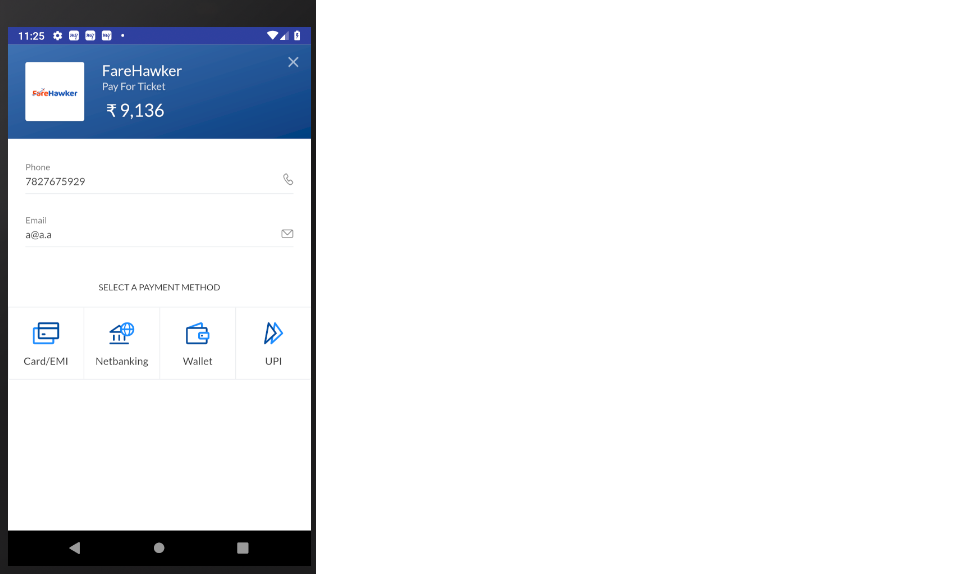 11:25
FareHawker
FareHawker
Pay For Ticket
₹ 9,136
Phone
7827675929
Email
a@a.a
SELECT A PAYMENT METHOD
Card/EMI Netbanking Wallet UPI